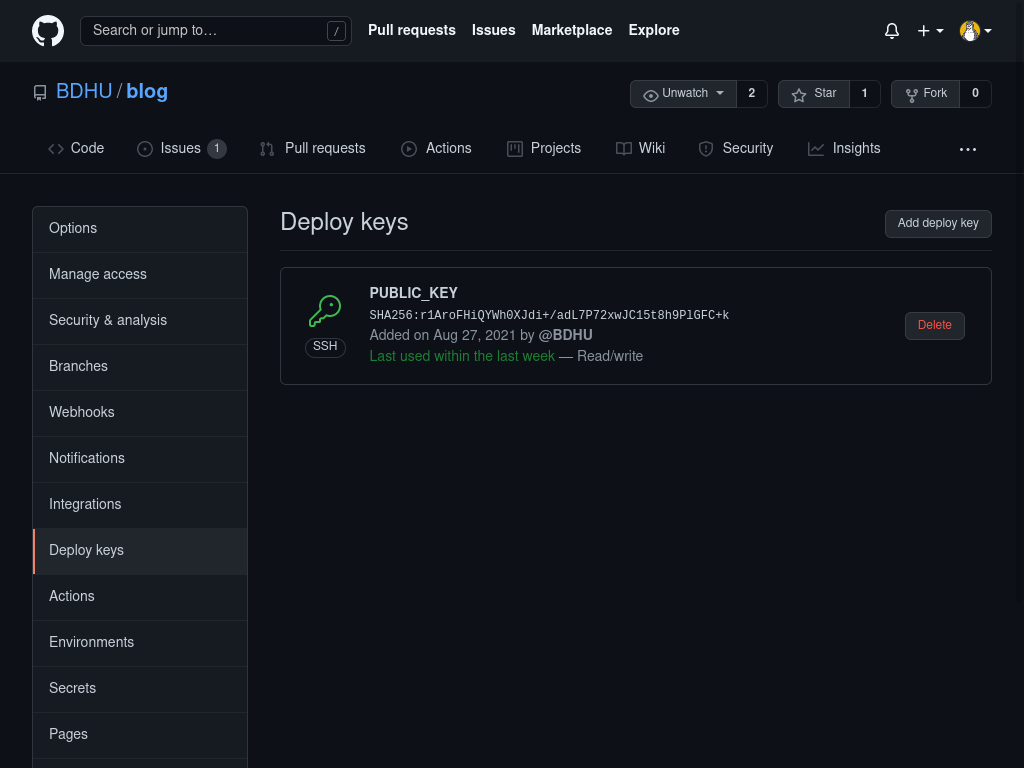 Search or jump to…
/
Pull requests
Issues
Marketplace
Explore
BDHU / blog
Unwatch 2
Star 1
Fork 0
Code
Issues 1
Pull requests
Actions
Projects
Wiki
Security
Insights
Options
Manage access
Security & analysis
Branches
Webhooks
Notifications
Integrations
Deploy keys
Actions
Environments
Secrets
Pages
Deploy keys
Add deploy key
SSH
PUBLIC_KEY
SHA256:r1AroFHiQYWh0XJdi+/adL7P72xwJC15t8h9PlGFC+k
Added on Aug 27, 2021 by @BDHU
Last used within the last week — Read/write
Delete